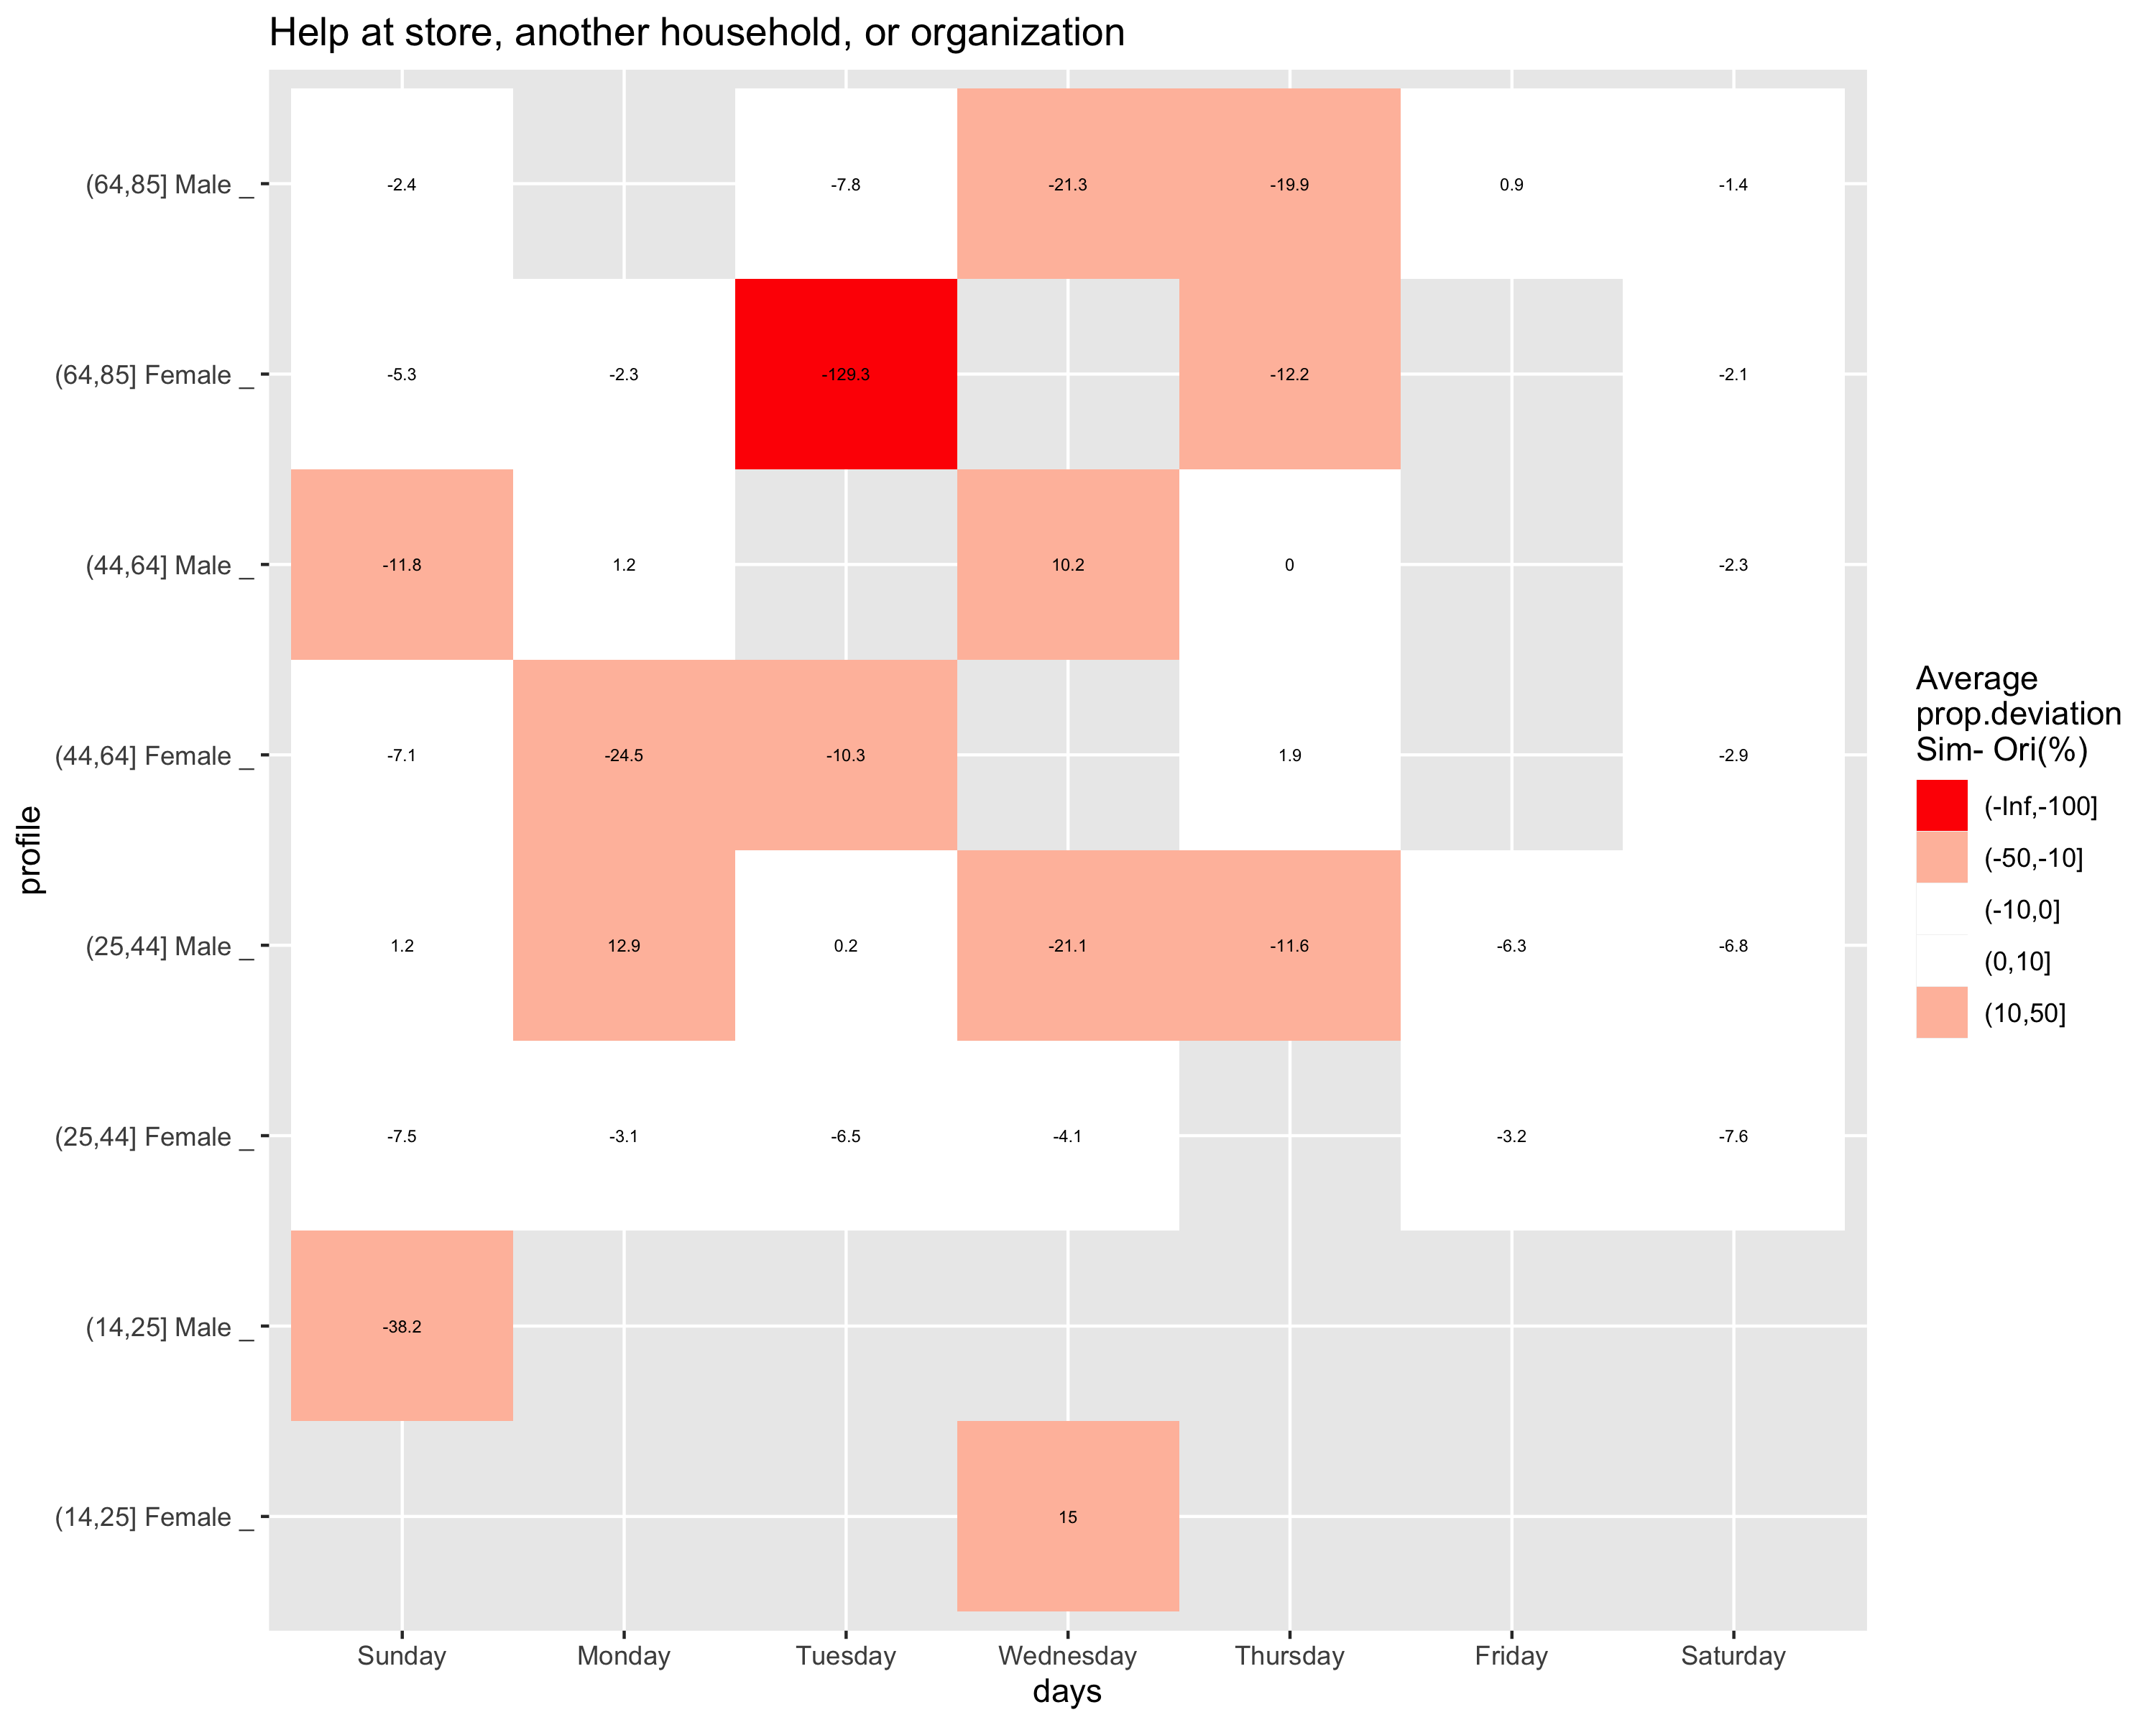 Help at store, another household, or organization
profile
(64,85] Male _ -2.4 -7.8 -21.3 -19.9 0.9 -1.4
(64,85] Female _ -5.3 -2.3 -129.3 -12.2 -2.1
(44,64] Male _ -11.8 1.2 10.2 0 -2.3
(44,64] Female _ -7.1 -24.5 -10.3 1.9 -2.9
(25,44] Male _ 1.2 12.9 0.2 -21.1 -11.6 -6.3 -6.8
(25,44] Female _ -7.5 -3.1 -6.5 -4.1 -3.2 -7.6
(14,25] Male _ -38.2
(14,25] Female _ 15
Sunday Monday Tuesday Wednesday Thursday Friday Saturday
days
Average
prop.deviation
Sim- Ori(%)
(-Inf,-100]
(-50,-10]
(-10,0]
(0,10]
(10,50]